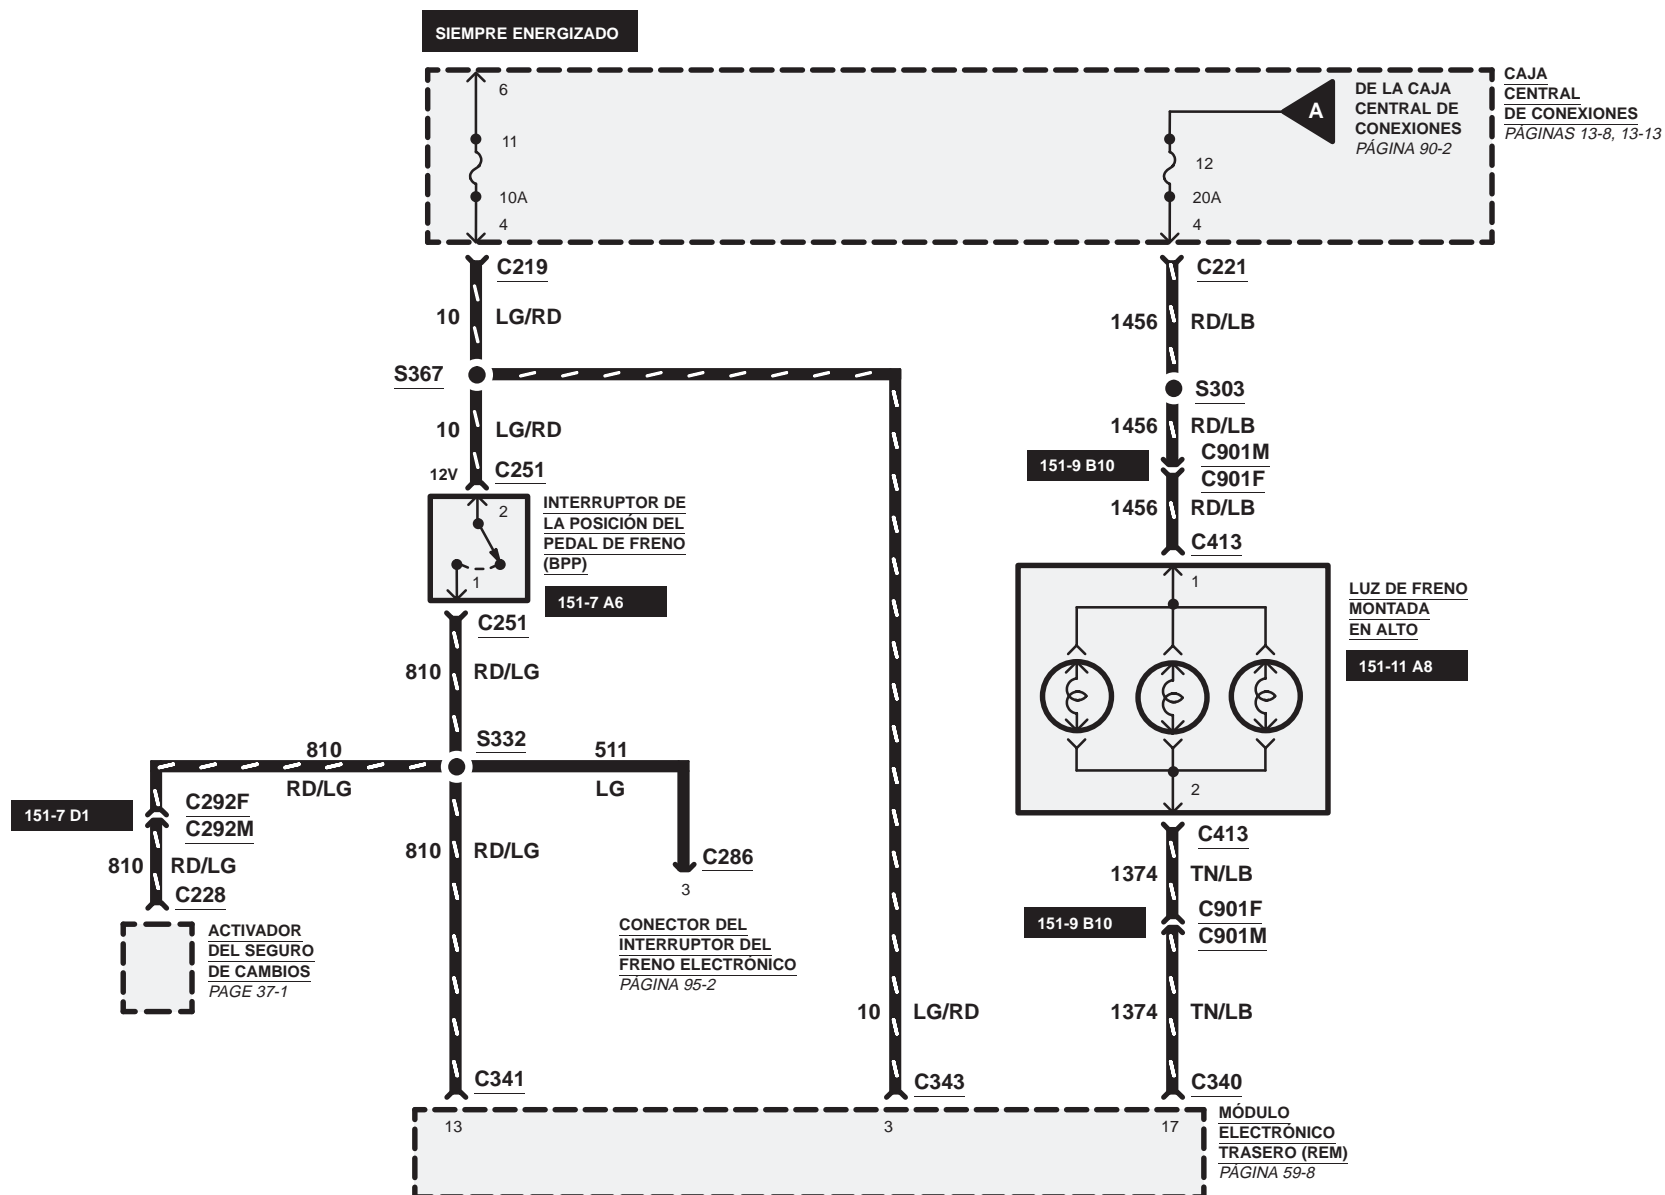 SIEMPRE ENERGIZADO
6
11
10A
4
A
DE LA CAJA
CENTRAL DE
CONEXIONES
PÁGINA 90-2
12
20A
4
CAJA
CENTRAL
DE CONEXIONES
PÁGINAS 13-8, 13-13
C219
10 LG/RD
S367
10 LG/RD
12V
C251
2
1
INTERRUPTOR DE
LA POSICIÓN DEL
PEDAL DE FRENO
(BPP)
151-7 A6
C251
810 RD/LG
S332
810
RD/LG
511
LG
151-7 D1
C292F
C292M
810 RD/LG
C228
ACTIVADOR
DEL SEGURO
DE CAMBIOS
PAGE 37-1
810 RD/LG
C286
3
CONECTOR DEL
INTERRUPTOR DEL
FRENO ELECTRÓNICO
PÁGINA 95-2
10 LG/RD
C221
1456 RD/LB
S303
1456 RD/LB
151-9 B10
C901M
C901F
1456 RD/LB
C413
1
2
LUZ DE FRENO
MONTADA
EN ALTO
151-11 A8
C413
1374 TN/LB
151-9 B10
C901F
C901M
1374 TN/LB
C341
C343
C340
13
3
17
MÓDULO
ELECTRÓNICO
TRASERO (REM)
PÁGINA 59-8